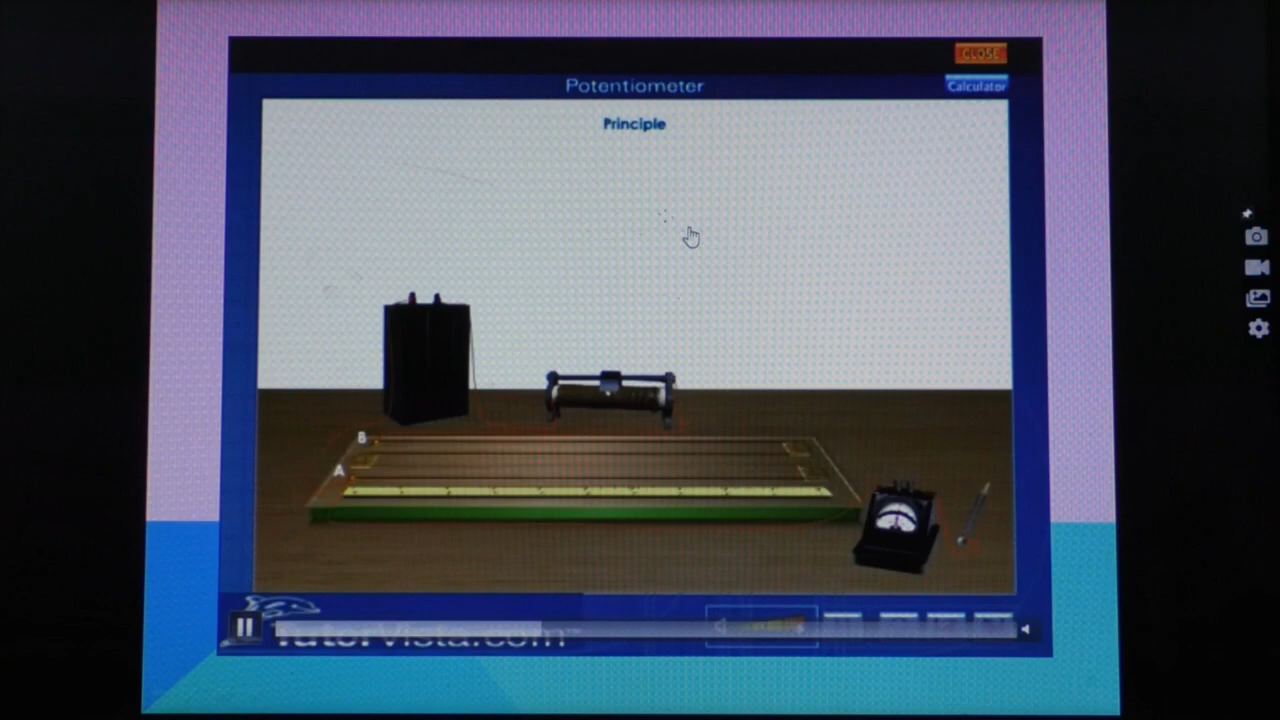 CLOSE
Potentiometer
Calculator
Principle
B
A
TutorVista.com